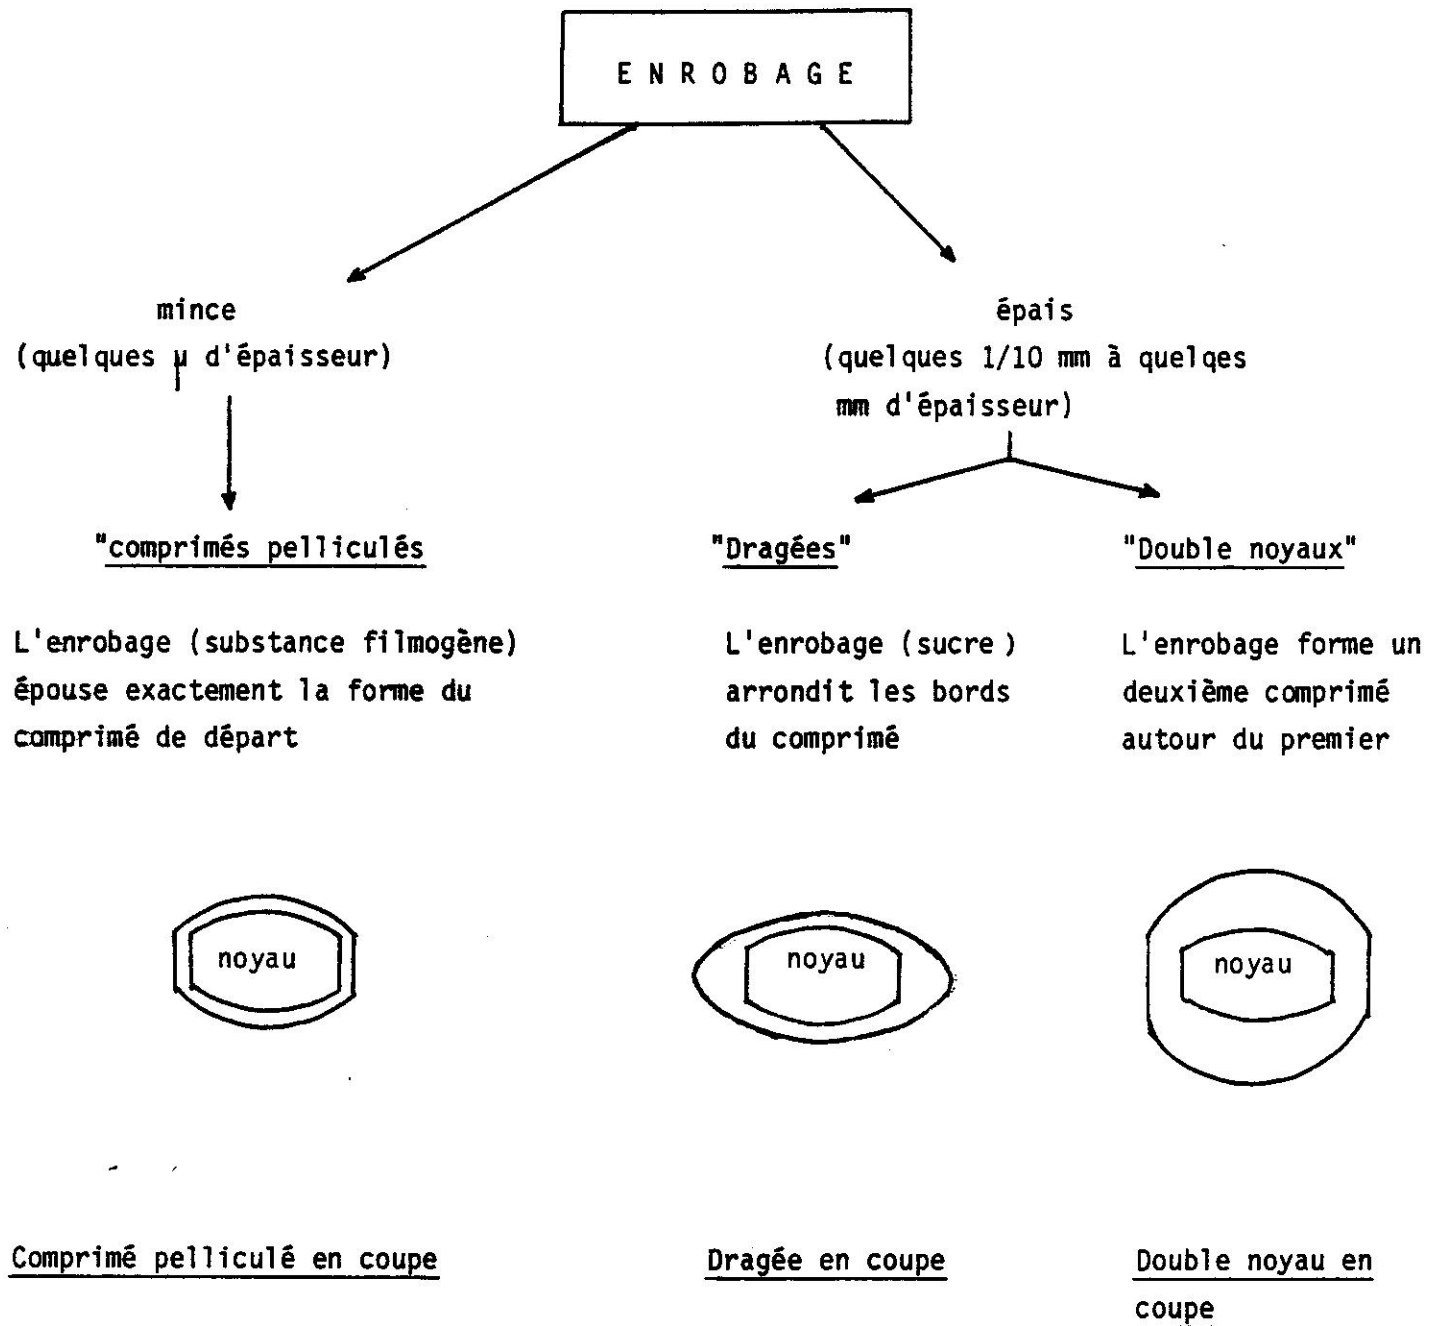 E N R O B A G E
mince
(quelques µ d'épaisseur)
épais
(quelques 1/10 mm à quelqes
mm d'épaisseur)
"comprimés pelliculés
L'enrobage (substance filmogène)
épouse exactement la forme du
comprimé de départ
"Dragées"
L'enrobage (sucre )
arrondit les bords
du comprimé
"Double noyaux"
L'enrobage forme un
deuxième comprimé
autour du premier
noyau
noyau
noyau
Comprimé pelliculé en coupe
Dragée en coupe
Double noyau en
coupe